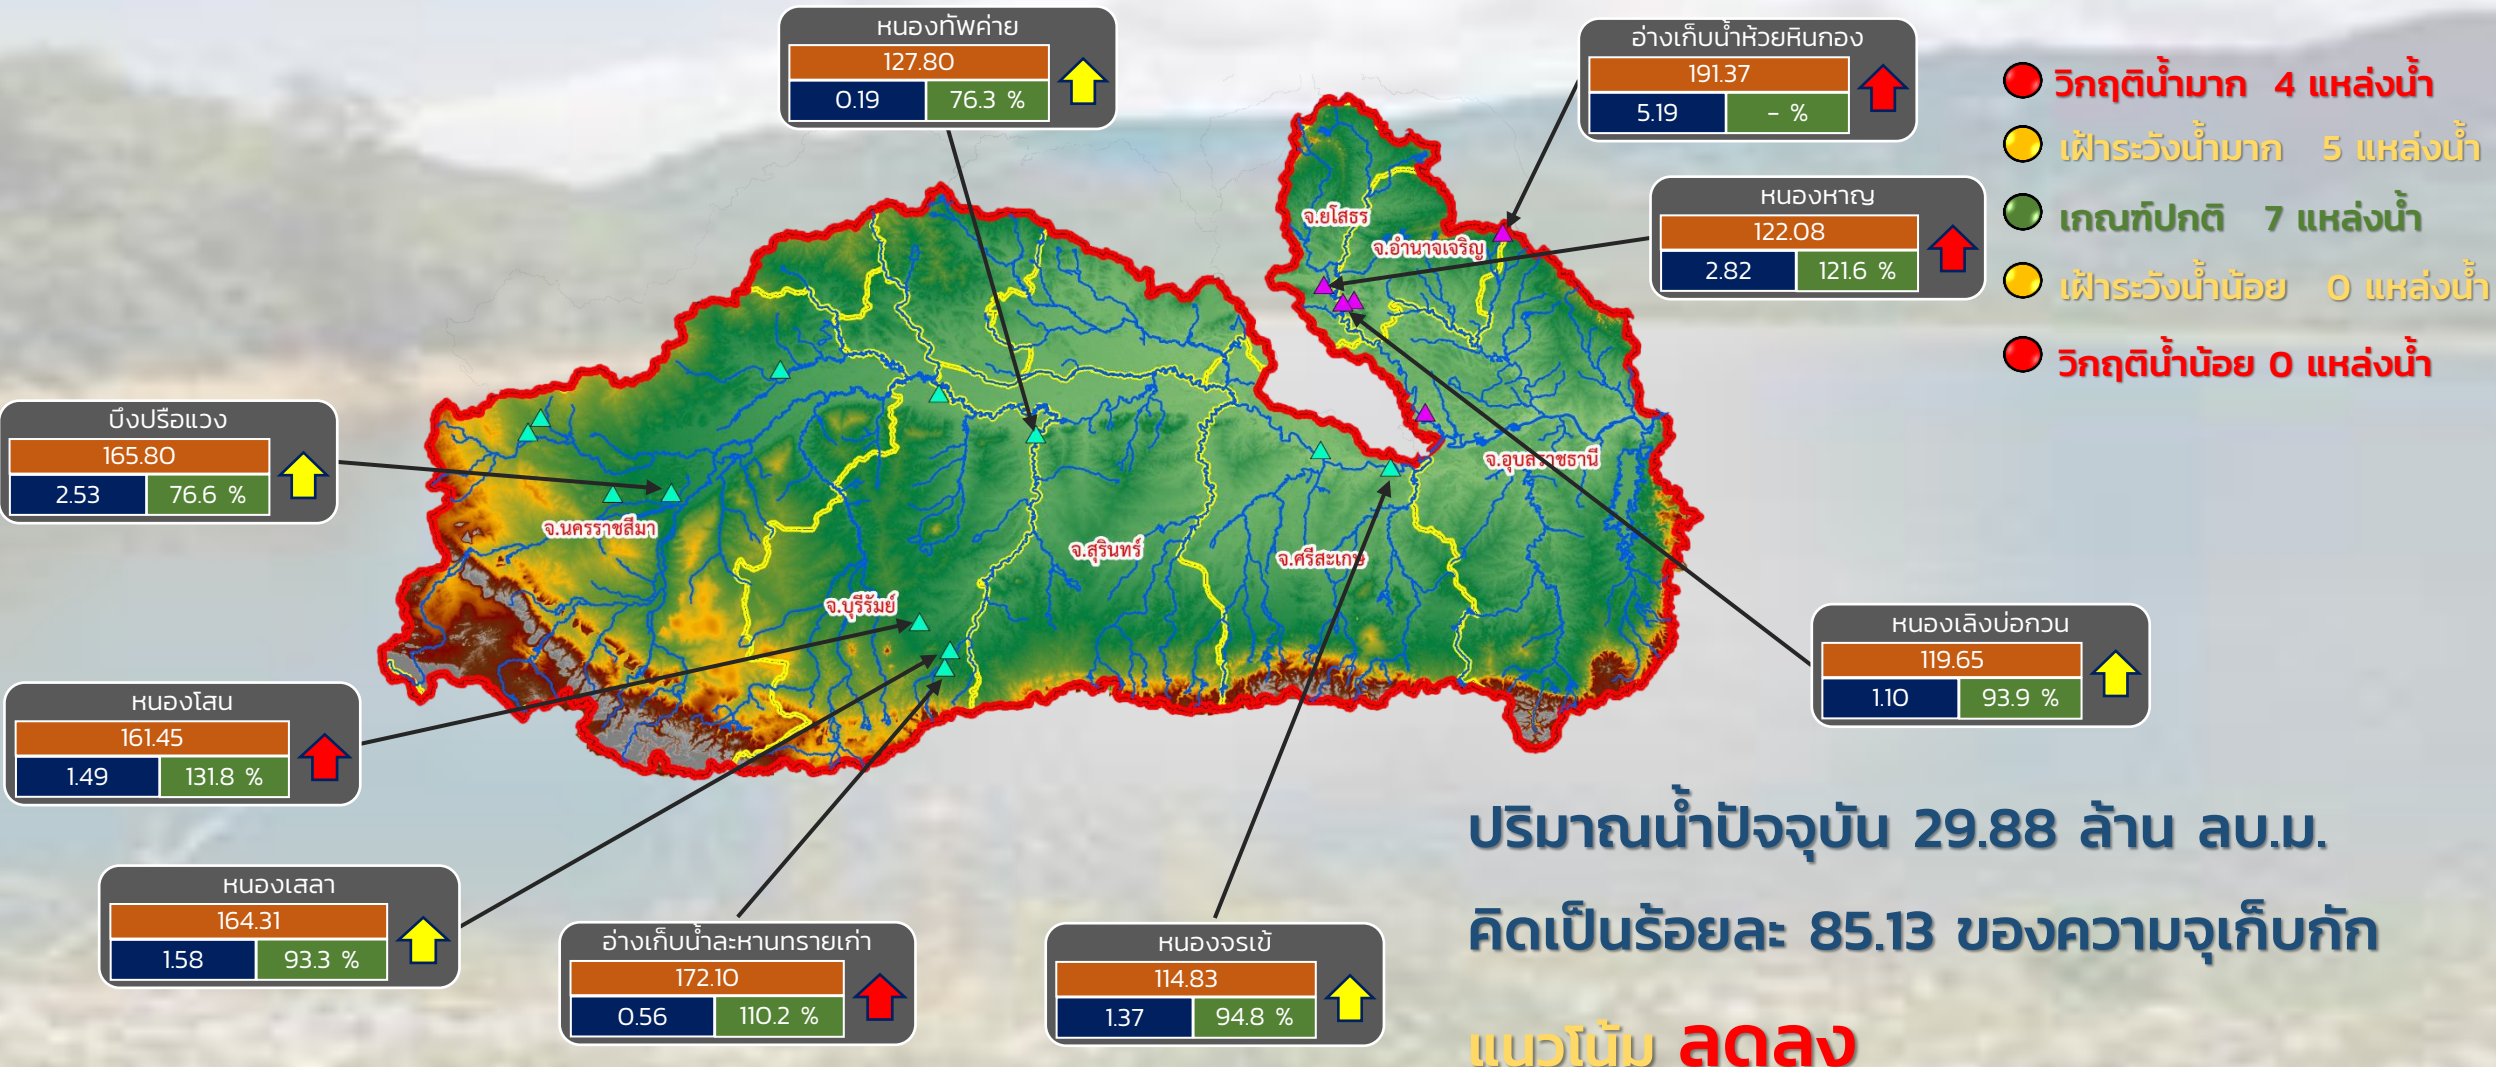 หนองทัพค่าย
127.80
0.19 76.3 %
อ่างเก็บน้ำห้วยหินกอง
191.37
5.19 - %
วิกฤติน้ำมาก 4 แหล่งน้ำ
เฝ้าระวังน้ำมาก 5 แหล่งน้ำ
เกณฑ์ปกติ 7 แหล่งน้ำ
เฝ้าระวังน้ำน้อย 0 แหล่งน้ำ
วิกฤติน้ำน้อย 0 แหล่งน้ำ
หนองหาญ
122.08
2.82 121.6 %
จ.ยโสธร
จ.อำนาจเจริญ
บึงปรือแวง
165.80
2.53 76.6 %
จ.อุบลราชธานี
จ.นครราชสีมา
จ.สุรินทร์
จ.ศรีสะเกษ
จ.บุรีรัมย์
หนองเลิงบ่อกวน
119.65
1.10 93.9 %
หนองโสน
161.45
1.49 131.8 %
หนองเสลา
164.31
1.58 93.3 %
อ่างเก็บน้ำละหานทรายเก่า
172.10
0.56 110.2 %
หนองจรเข้
114.83
1.37 94.8 %
ปริมาณน้ำปัจจุบัน 29.88 ล้าน ลบ.ม.
คิดเป็นร้อยละ 85.13 ของความจุเก็บกัก
แนวโน้ม ลดลง